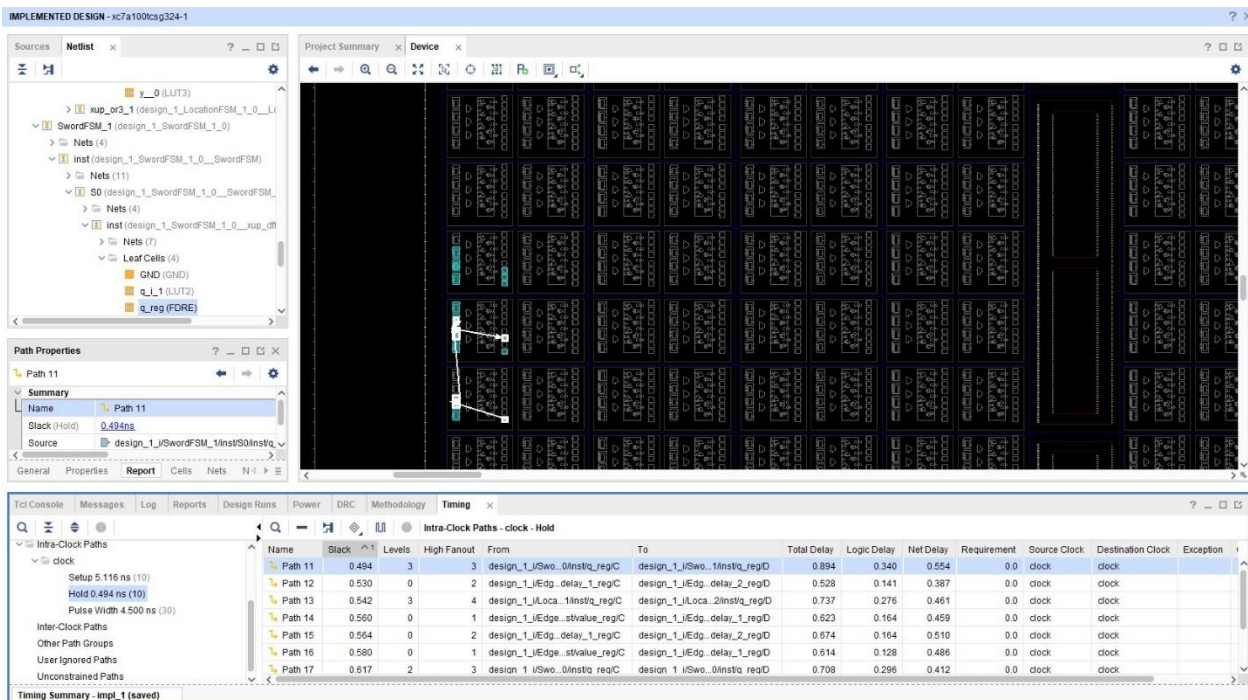 IMPLEMENTED DESIGN - xc7a100tcsg324-1
Sources Netlist
y__0 (LUT3)
xup_or3_1 (design_1_LocationFSM_1_0__Lo
SwordFSM_1 (design_1_SwordFSM_1_0)
Nets (4)
inst (design_1_SwordFSM_1_0__SwordFSM)
Nets (11)
S0 (design_1_SwordFSM_1_0__SwordFSM_
Nets (4)
inst (design_1_SwordFSM_1_0__xup_dff
Nets (7)
Leaf Cells (4)
GND (GND)
q_i_1 (LUT2)
q_reg (FDRE)
Path Properties
Path 11
Summary
Name Path 11
Slack (Hold) 0.494ns
Source design_1_i/SwordFSM_1/inst/S0/inst/q_
General Properties Report Cells Nets N
Project Summary Device
Tcl Console Messages Log Reports Design Runs Power DRC Methodology Timing
Intra-Clock Paths - clock - Hold
Intra-Clock Paths
clock
Setup 5.116 ns (10)
Hold 0.494 ns (10)
Pulse Width 4.500 ns (30)
Inter-Clock Paths
Other Path Groups
User Ignored Paths
Unconstrained Paths
Name Slack ^1 Levels High Fanout From To Total Delay Logic Delay Net Delay Requirement Source Clock Destination Clock Exception
Path 11 0.494 3 3 design_1_i/Swo...0/inst/q_reg/C design_1_i/Swo...1/inst/q_reg/D 0.894 0.340 0.554 0.0 clock clock
Path 12 0.530 0 2 design_1_i/Edg...delay_1_reg/C design_1_i/Edg...delay_2_reg/D 0.528 0.141 0.387 0.0 clock clock
Path 13 0.542 3 4 design_1_i/Loca...1/inst/q_reg/C design_1_i/Loca...2/inst/q_reg/D 0.737 0.276 0.461 0.0 clock clock
Path 14 0.560 0 1 design_1_i/Edge...st/value_reg/C design_1_i/Edg...delay_1_reg/D 0.623 0.164 0.459 0.0 clock clock
Path 15 0.564 0 2 design_1_i/Edg...delay_1_reg/C design_1_i/Edg...delay_2_reg/D 0.674 0.164 0.510 0.0 clock clock
Path 16 0.580 0 1 design_1_i/Edge...st/value_reg/C design_1_i/Edg...delay_1_reg/D 0.614 0.128 0.486 0.0 clock clock
Path 17 0.617 2 3 design_1_i/Swo...0/inst/q_reg/C design_1_i/Swo...0/inst/q_reg/D 0.708 0.296 0.412 0.0 clock clock
Timing Summary - impl_1 (saved)